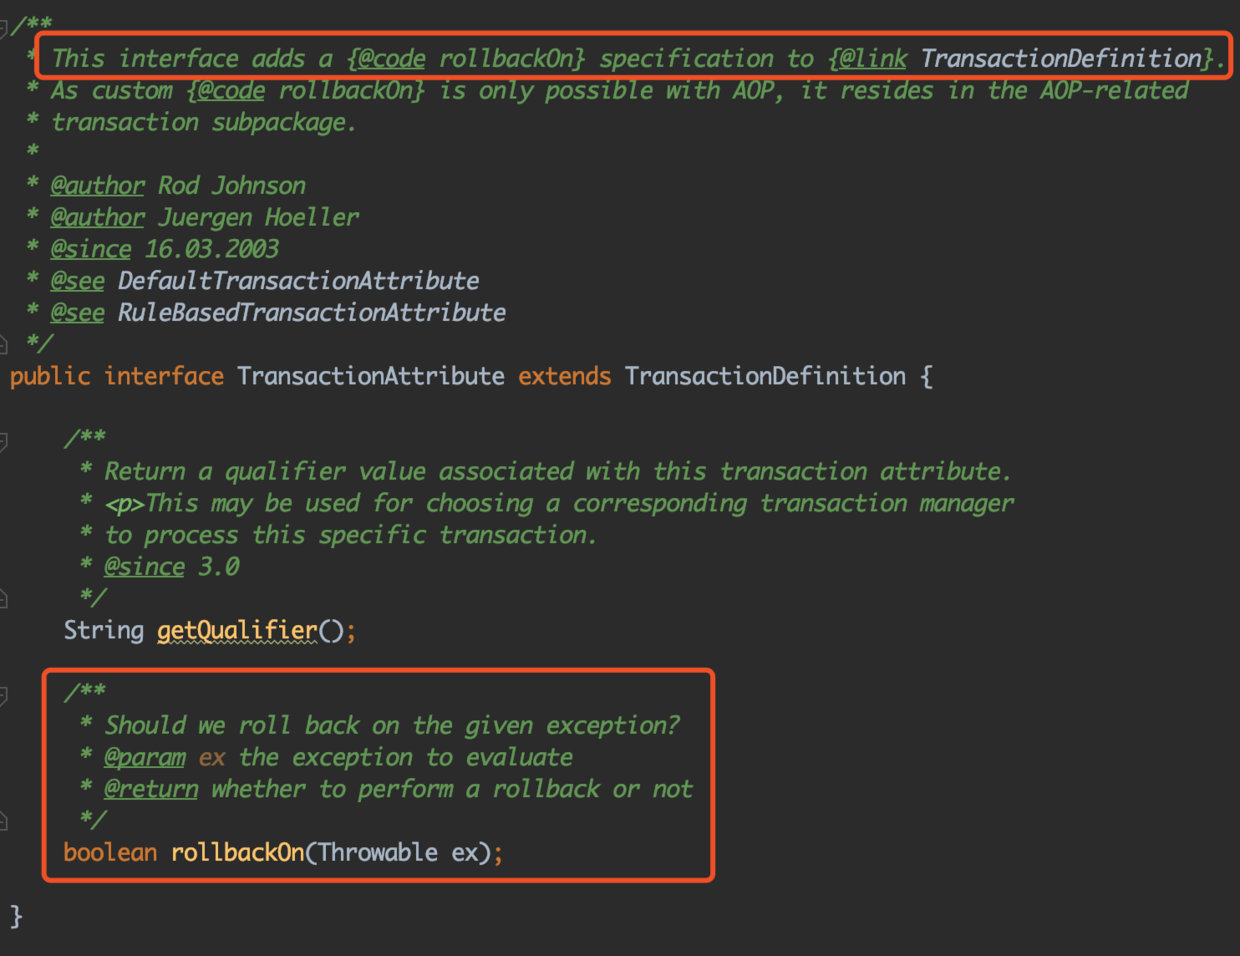 /**
* This interface adds a {@code rollbackOn} specification to {@link TransactionDefinition}.
* As custom {@code rollbackOn} is only possible with AOP, it resides in the AOP-related
* transaction subpackage.
*
* @author Rod Johnson
* @author Juergen Hoeller
* @since 16.03.2003
* @see DefaultTransactionAttribute
* @see RuleBasedTransactionAttribute
*/
public interface TransactionAttribute extends TransactionDefinition {
/**
* Return a qualifier value associated with this transaction attribute.
* <p>This may be used for choosing a corresponding transaction manager
* to process this specific transaction.
* @since 3.0
*/
String getQualifier();
/**
* Should we roll back on the given exception?
* @param ex the exception to evaluate
* @return whether to perform a rollback or not
*/
boolean rollbackOn(Throwable ex);
}